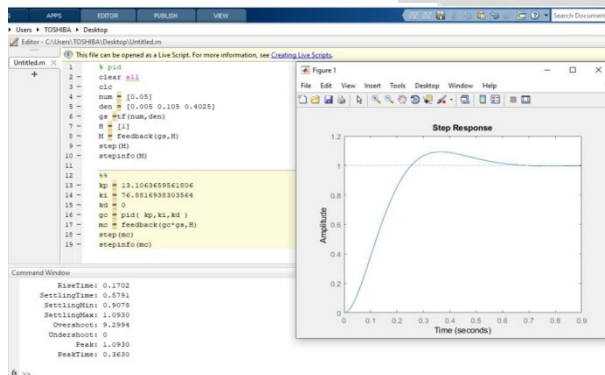 APPS EDITOR PUBLISH VIEW
Search Document
Users ▸ TOSHIBA ▸ Desktop
Editor - C:\Users\TOSHIBA\Desktop\Untitled.m
This file can be opened as a Live Script. For more information, see Creating Live Scripts.
Untitled.m
1 % pid
2 - clear all
3 - clc
4 - num = [0.05]
5 - den = [0.005 0.105 0.4025]
6 - gs =tf(num,den)
7 - H = [1]
8 - M = feedback(gs,H)
9 - step(M)
10 - stepinfo(M)
11
12 %%
13 - kp = 13.1063659561806
14 - ki = 76.8816938303564
15 - kd = 0
16 - gc = pid( kp,ki,kd )
17 - mc = feedback(gc*gs,H)
18 - step(mc)
19 - stepinfo(mc)
Figure 1
File Edit View Insert Tools Desktop Window Help
Step Response
Amplitude
1.2
1
0.8
0.6
0.4
0.2
0
0 0.1 0.2 0.3 0.4 0.5 0.6 0.7 0.8 0.9
Time (seconds)
Command Window
RiseTime: 0.1702
SettlingTime: 0.5791
SettlingMin: 0.9078
SettlingMax: 1.0930
Overshoot: 9.2994
Undershoot: 0
Peak: 1.0930
PeakTime: 0.3630
fx >>